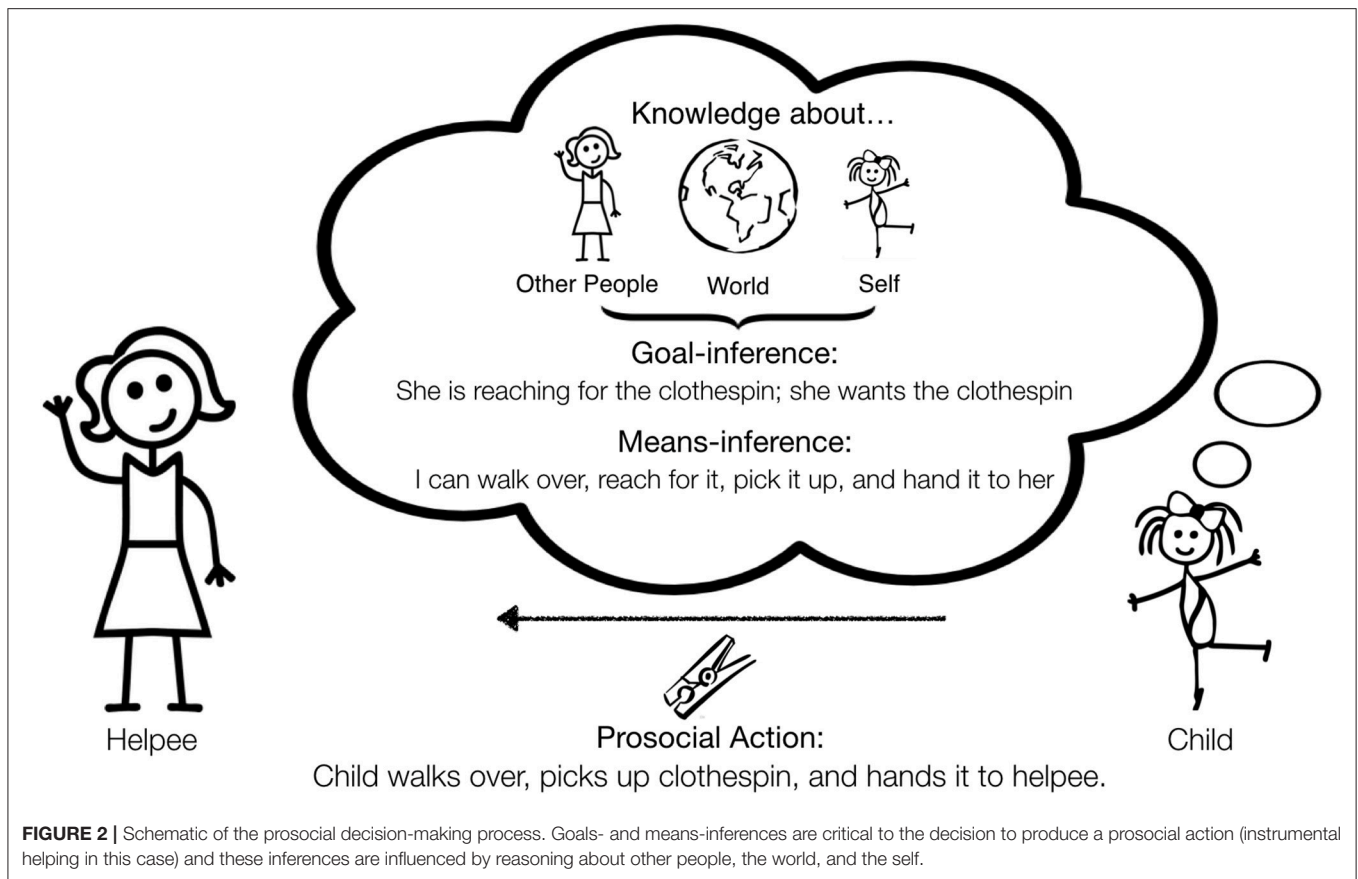 Knowledge about...
Other People World Self
Goal-inference:
She is reaching for the clothespin; she wants the clothespin
Means-inference:
I can walk over, reach for it, pick it up, and hand it to her
Helpee
Child
Prosocial Action:
Child walks over, picks up clothespin, and hands it to helpee.
FIGURE 2 | Schematic of the prosocial decision-making process. Goals- and means-inferences are critical to the decision to produce a prosocial action (instrumental
helping in this case) and these inferences are influenced by reasoning about other people, the world, and the self.